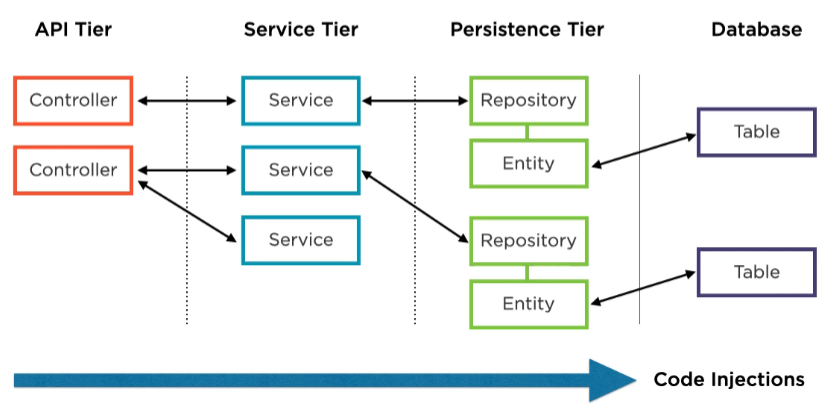 API Tier
Service Tier
Persistence Tier
Database
Controller
Service
Repository
Table
Controller
Service
Entity
Service
Repository
Table
Entity
Code Injections